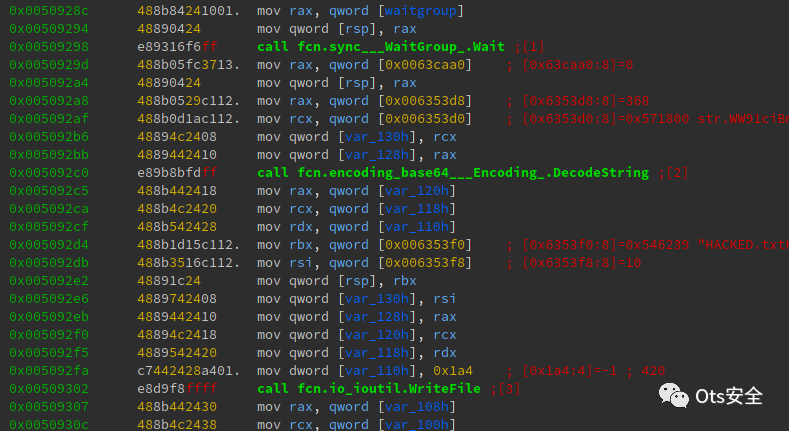 0x0050928c 488b84241001. mov rax, qword [waitgroup]
0x00509294 48890424 mov qword [rsp], rax
0x00509298 e89316f6ff call fcn.sync___WaitGroup_.Wait ;[1]
0x0050929d 488b05fc3713. mov rax, qword [0x0063caa0] ; [0x63caa0:8]=0
0x005092a4 48890424 mov qword [rsp], rax
0x005092a8 488b0529c112. mov rax, qword [0x006353d8] ; [0x6353d8:8]=368
0x005092af 488b0d1ac112. mov rcx, qword [0x006353d0] ; [0x6353d0:8]=0x571800 str.WW91ciBm
0x005092b6 48894c2408 mov qword [var_130h], rcx
0x005092bb 4889442410 mov qword [var_128h], rax
0x005092c0 e89b8bfdff call fcn.encoding_base64___Encoding_.DecodeString ;[2]
0x005092c5 488b442418 mov rax, qword [var_120h]
0x005092ca 488b4c2420 mov rcx, qword [var_118h]
0x005092cf 488b542428 mov rdx, qword [var_110h]
0x005092d4 488b1d15c112. mov rbx, qword [0x006353f0] ; [0x6353f0:8]=0x546239 "HACKED.txt
0x005092db 488b3516c112. mov rsi, qword [0x006353f8] ; [0x6353f8:8]=10
0x005092e2 48891c24 mov qword [rsp], rbx
0x005092e6 4889742408 mov qword [var_130h], rsi
0x005092eb 4889442410 mov qword [var_128h], rax
0x005092f0 48894c2418 mov qword [var_120h], rcx
0x005092f5 4889542420 mov qword [var_118h], rdx
0x005092fa c7442428a401. mov dword [var_110h], 0x1a4 ; [0x1a4:4]=-1 ; 420
0x00509302 e8d9f8ffff call fcn.io_ioutil.WriteFile ;[3]
0x00509307 488b442430 mov rax, qword [var_108h]
0x0050930c 488b4c2438 mov rcx, qword [var_100h]
Ots安全